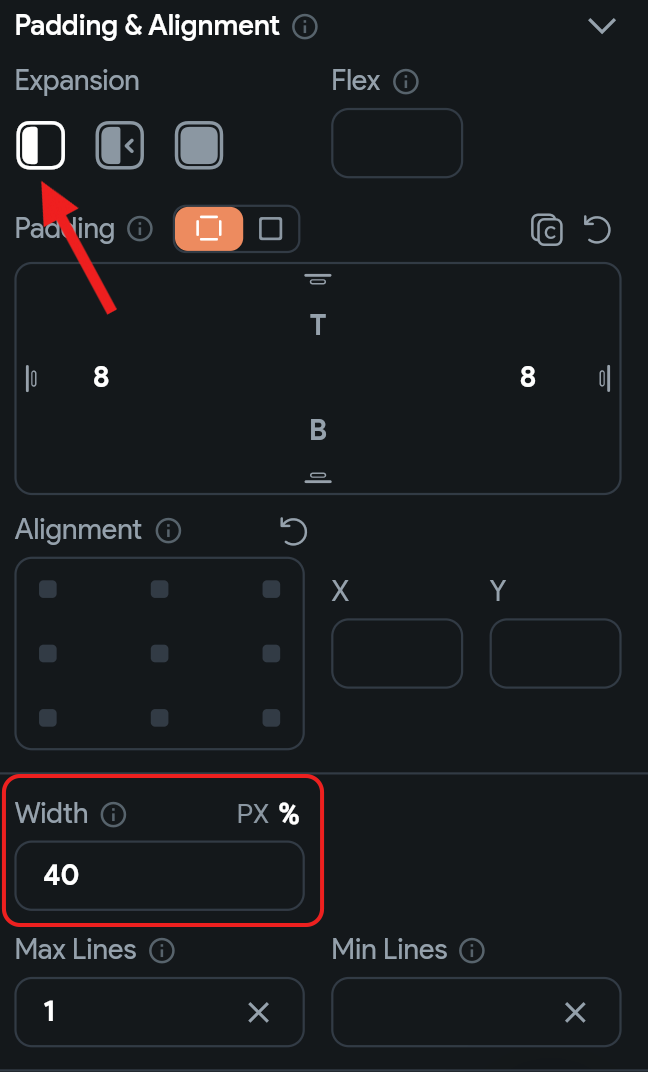 Padding & Alignment
Expansion Flex
Padding
T
8 8
B
Alignment
X Y
Width PX %
40
Max Lines Min Lines
1